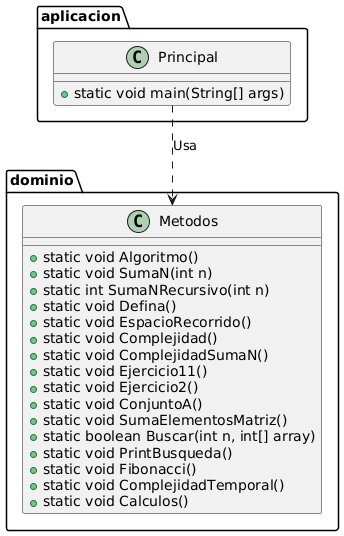 aplicacion
C Principal
static void main(String[] args)
Usa
dominio
C Metodos
static void Algoritmo()
static void SumaN(int n)
static int SumaNRecursivo(int n)
static void Defina()
static void EspacioRecorrido()
static void Complejidad()
static void ComplejidadSumaN()
static void Ejercicio11()
static void Ejercicio2()
static void ConjuntoA()
static void SumaElementosMatriz()
static boolean Buscar(int n, int[] array)
static void PrintBusqueda()
static void Fibonacci()
static void ComplejidadTemporal()
static void Calculos()